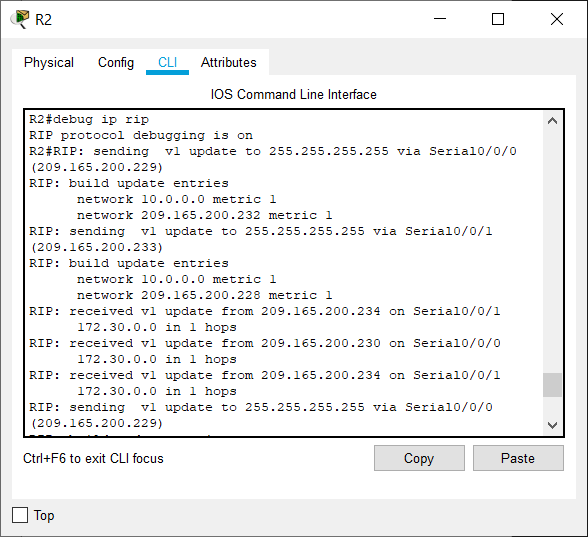 R2
Physical Config CLI Attributes
IOS Command Line Interface
R2#debug ip rip
RIP protocol debugging is on
R2#RIP: sending  v1 update to 255.255.255.255 via Serial0/0/0
(209.165.200.229)
RIP: build update entries
      network 10.0.0.0 metric 1
      network 209.165.200.232 metric 1
RIP: sending  v1 update to 255.255.255.255 via Serial0/0/1
(209.165.200.233)
RIP: build update entries
      network 10.0.0.0 metric 1
      network 209.165.200.228 metric 1
RIP: received v1 update from 209.165.200.234 on Serial0/0/1
      172.30.0.0 in 1 hops
RIP: received v1 update from 209.165.200.230 on Serial0/0/0
      172.30.0.0 in 1 hops
RIP: received v1 update from 209.165.200.234 on Serial0/0/1
      172.30.0.0 in 1 hops
RIP: sending  v1 update to 255.255.255.255 via Serial0/0/0
(209.165.200.229)
Ctrl+F6 to exit CLI focus
Copy Paste
Top